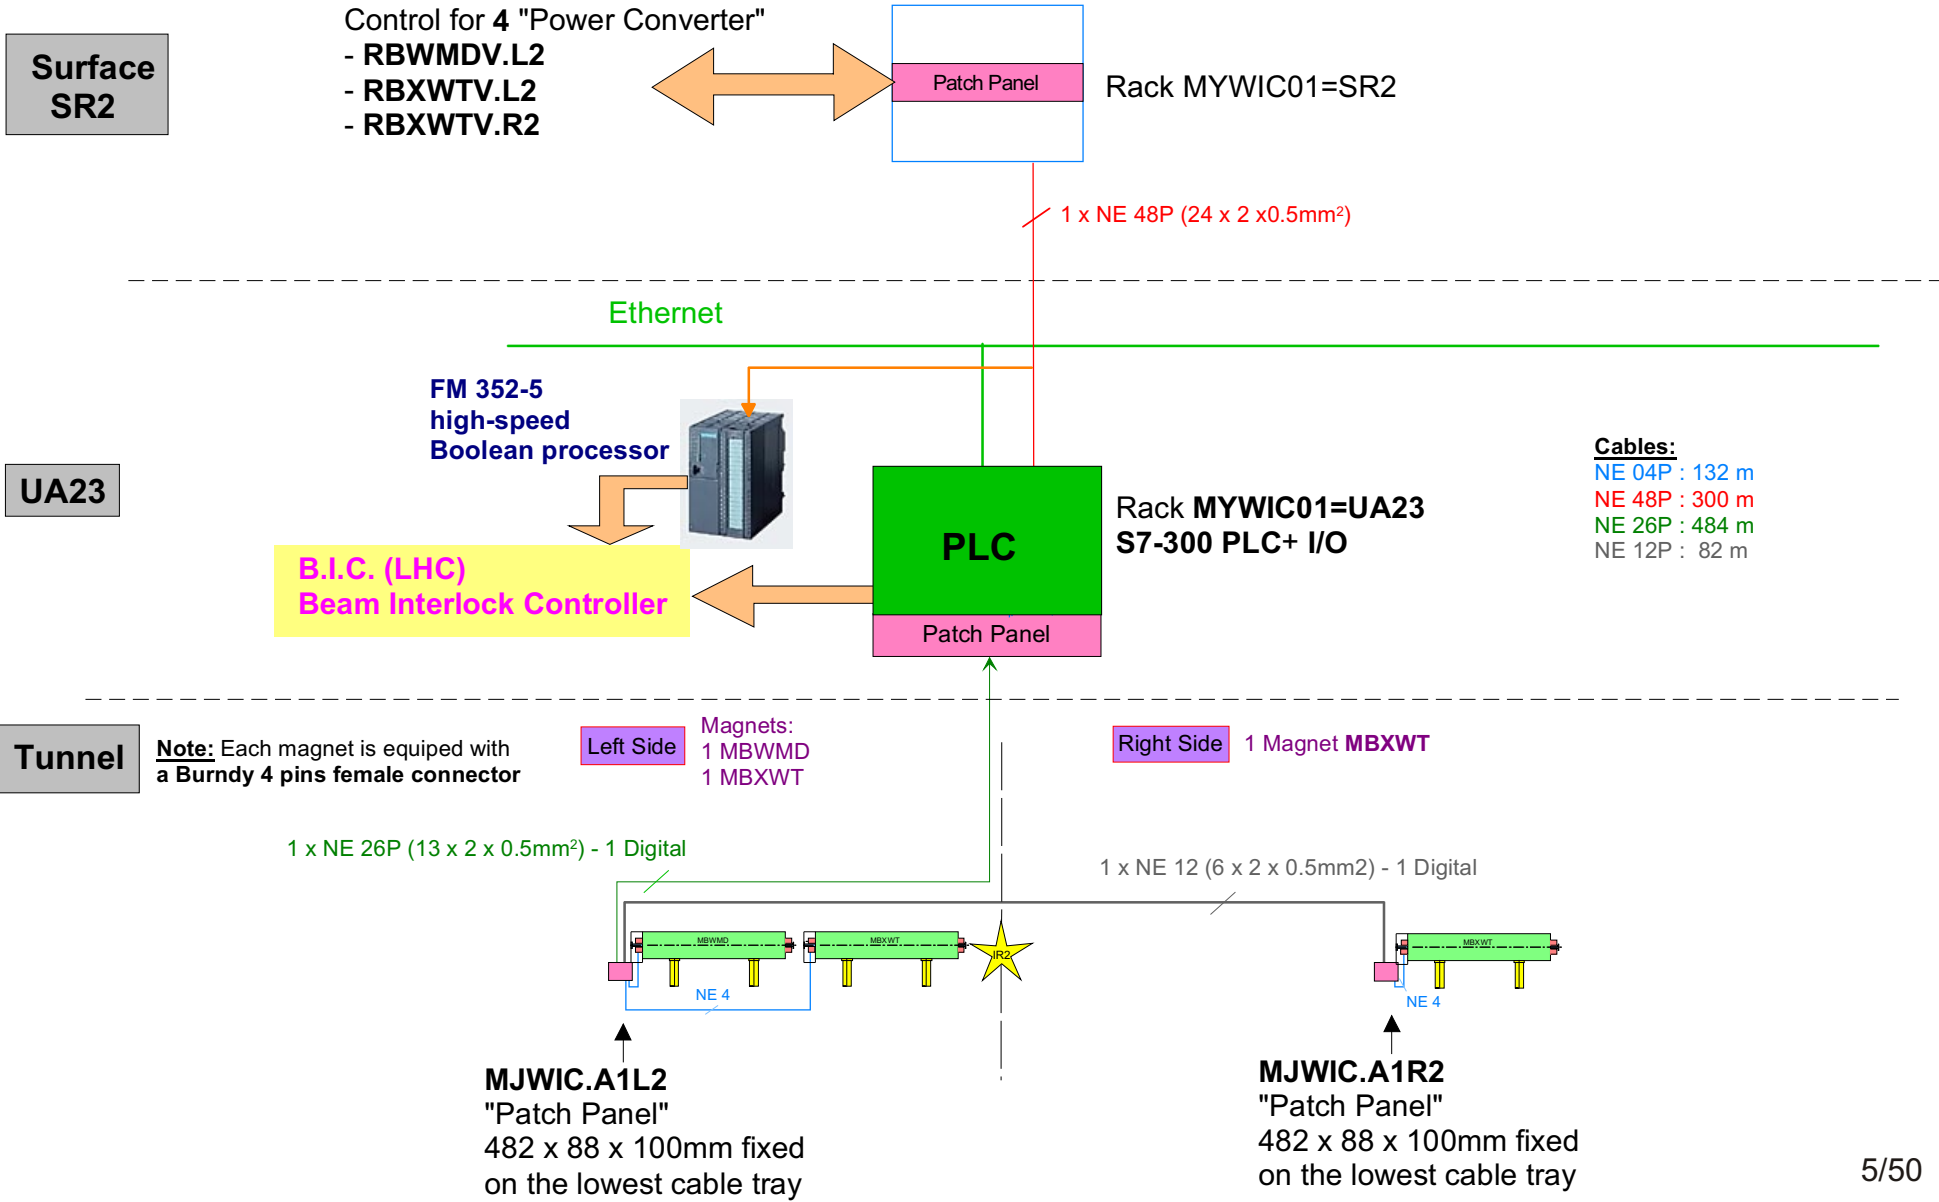 Surface
SR2
Control for 4 "Power Converter"
- RBWMDV.L2
- RBXWTV.L2
- RBXWTV.R2
Patch Panel
Rack MYWIC01=SR2
1 x NE 48P (24 x 2 x0.5mm²)
Ethernet
FM 352-5
high-speed
Boolean processor
UA23
B.I.C. (LHC)
Beam Interlock Controller
PLC
Patch Panel
Rack MYWIC01=UA23
S7-300 PLC+ I/O
Cables:
NE 04P : 132 m
NE 48P : 300 m
NE 26P : 484 m
NE 12P : 82 m
Tunnel
Note: Each magnet is equiped with
a Burndy 4 pins female connector
Left Side
Magnets:
1 MBWMD
1 MBXWT
Right Side
1 Magnet MBXWT
1 x NE 26P (13 x 2 x 0.5mm²) - 1 Digital
1 x NE 12 (6 x 2 x 0.5mm2) - 1 Digital
MBWMD
MBXWT
IR2
MBXWT
NE 4
NE 4
MJWIC.A1L2
"Patch Panel"
482 x 88 x 100mm fixed
on the lowest cable tray
MJWIC.A1R2
"Patch Panel"
482 x 88 x 100mm fixed
on the lowest cable tray
5/50